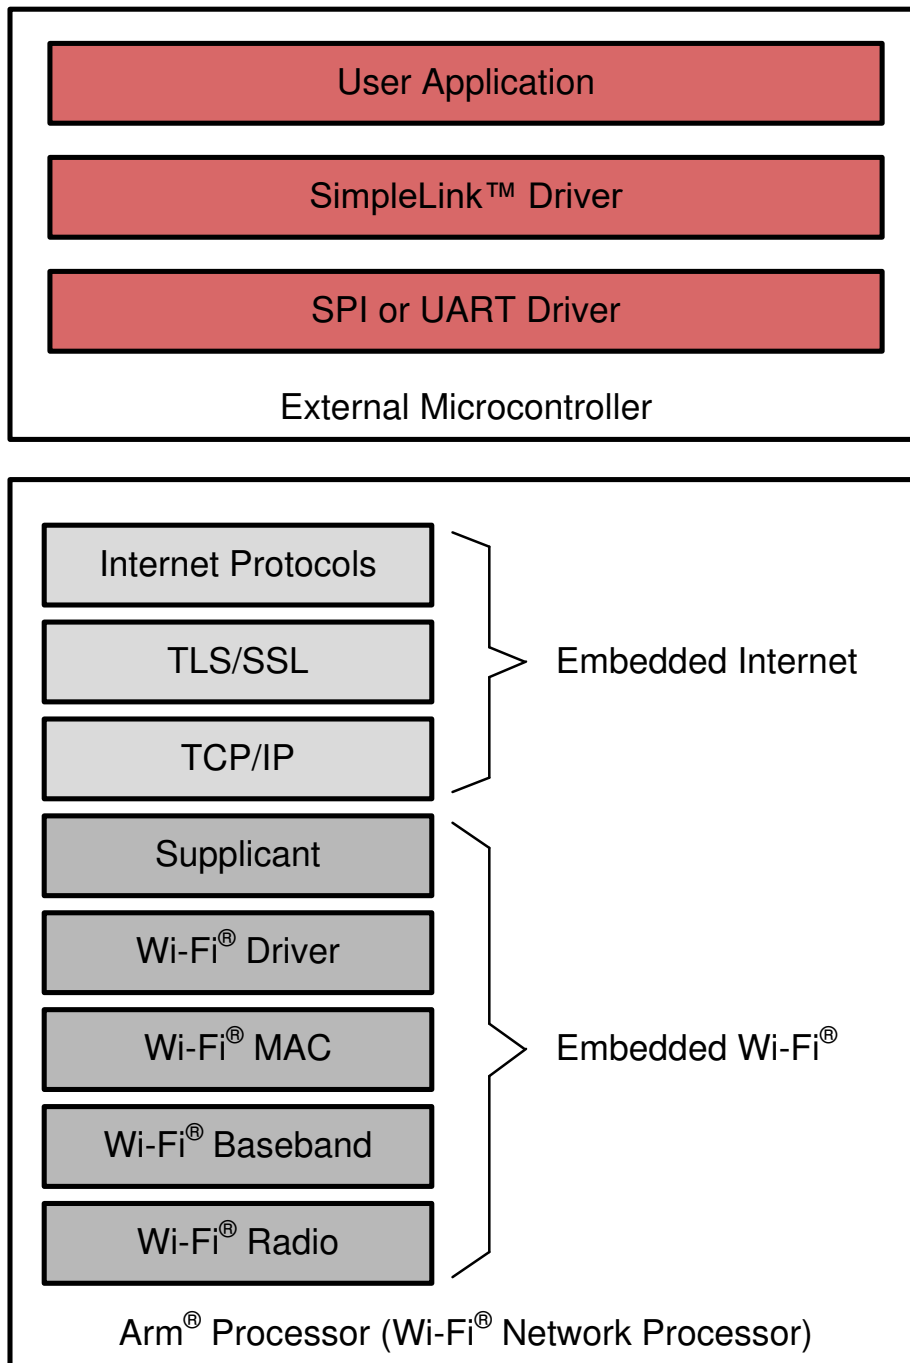 User Application
SimpleLink™ Driver
SPI or UART Driver
External Microcontroller
Internet Protocols
TLS/SSL
TCP/IP
Embedded Internet
Supplicant
Wi-Fi® Driver
Wi-Fi® MAC
Wi-Fi® Baseband
Wi-Fi® Radio
Embedded Wi-Fi®
Arm® Processor (Wi-Fi® Network Processor)